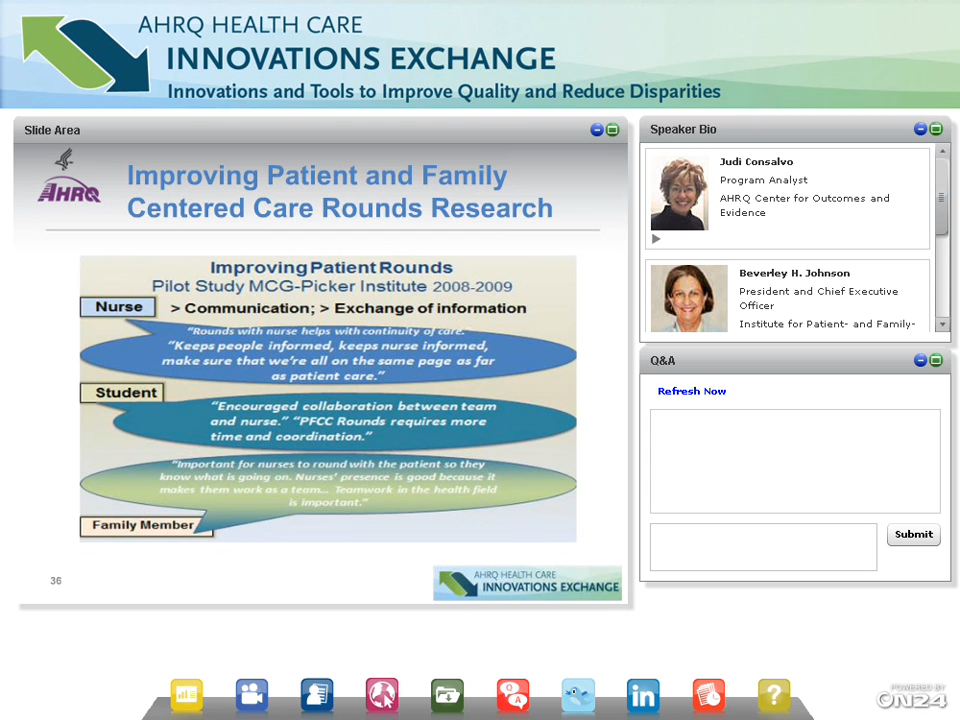 AHRQ HEALTH CARE
INNOVATIONS EXCHANGE
Innovations and Tools to Improve Quality and Reduce Disparities
Slide Area
AHRQ
Improving Patient and Family
Centered Care Rounds Research
Improving Patient Rounds
Pilot Study MCG-Picker Institute 2008-2009
Nurse
> Communication; > Exchange of information
“Rounds with nurse helps with continuity of care.”
“Keeps people informed, keeps nurse informed,
make sure that we’re all on the same page as far
as patient care.”
Student
“Encouraged collaboration between team
and nurse.” “PFCC Rounds requires more
time and coordination.”
“Important for nurses to round with the patient so they
know what is going on. Nurses’ presence is good because it
makes them work as a team... Teamwork in the health field
is important.”
Family Member
36
AHRQ HEALTH CARE
INNOVATIONS EXCHANGE
Speaker Bio
Judi Consalvo
Program Analyst
AHRQ Center for Outcomes and
Evidence
Beverley H. Johnson
President and Chief Executive
Officer
Institute for Patient- and Family-
Q&A
Refresh Now
Submit
Q
A
in
?
POWERED BY
ON24